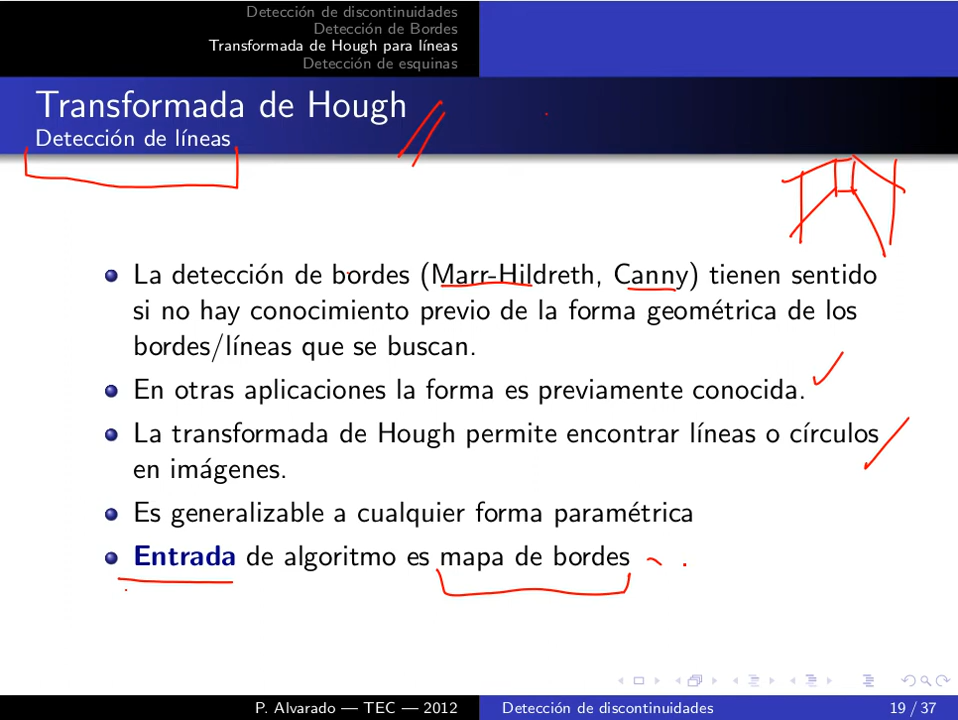 Detección de discontinuidades
Detección de Bordes
Transformada de Hough para líneas
Detección de esquinas
Transformada de Hough
Detección de líneas
La detección de bordes (Marr-Hildreth, Canny) tienen sentido
si no hay conocimiento previo de la forma geométrica de los
bordes/líneas que se buscan.
En otras aplicaciones la forma es previamente conocida.
La transformada de Hough permite encontrar líneas o círculos
en imágenes.
Es generalizable a cualquier forma paramétrica
Entrada de algoritmo es mapa de bordes
P. Alvarado — TEC — 2012
Detección de discontinuidades
19 / 37